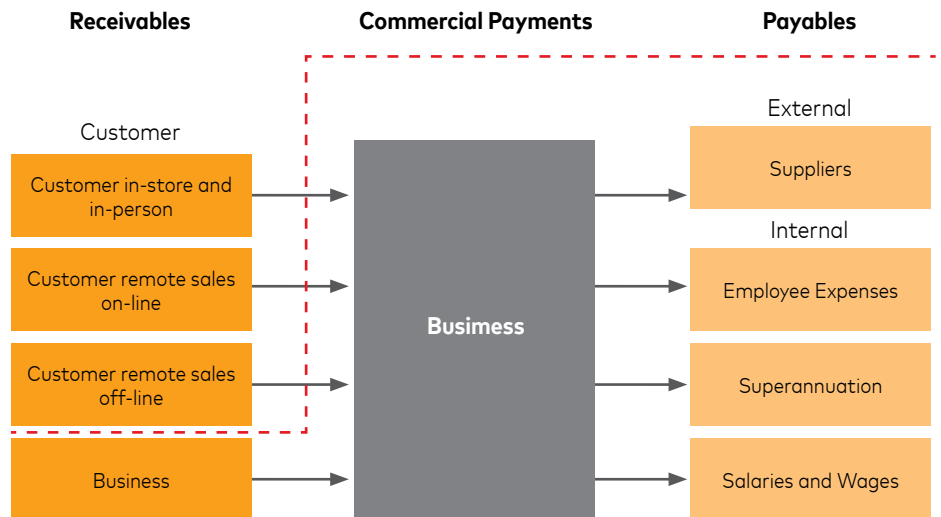 Receivables
Commercial Payments
Payables
Customer
External
Customer in-store and
in-person
Suppliers
Internal
Customer remote sales
on-line
Employee Expenses
Busimess
Customer remote sales
off-line
Superannuation
Business
Salaries and Wages